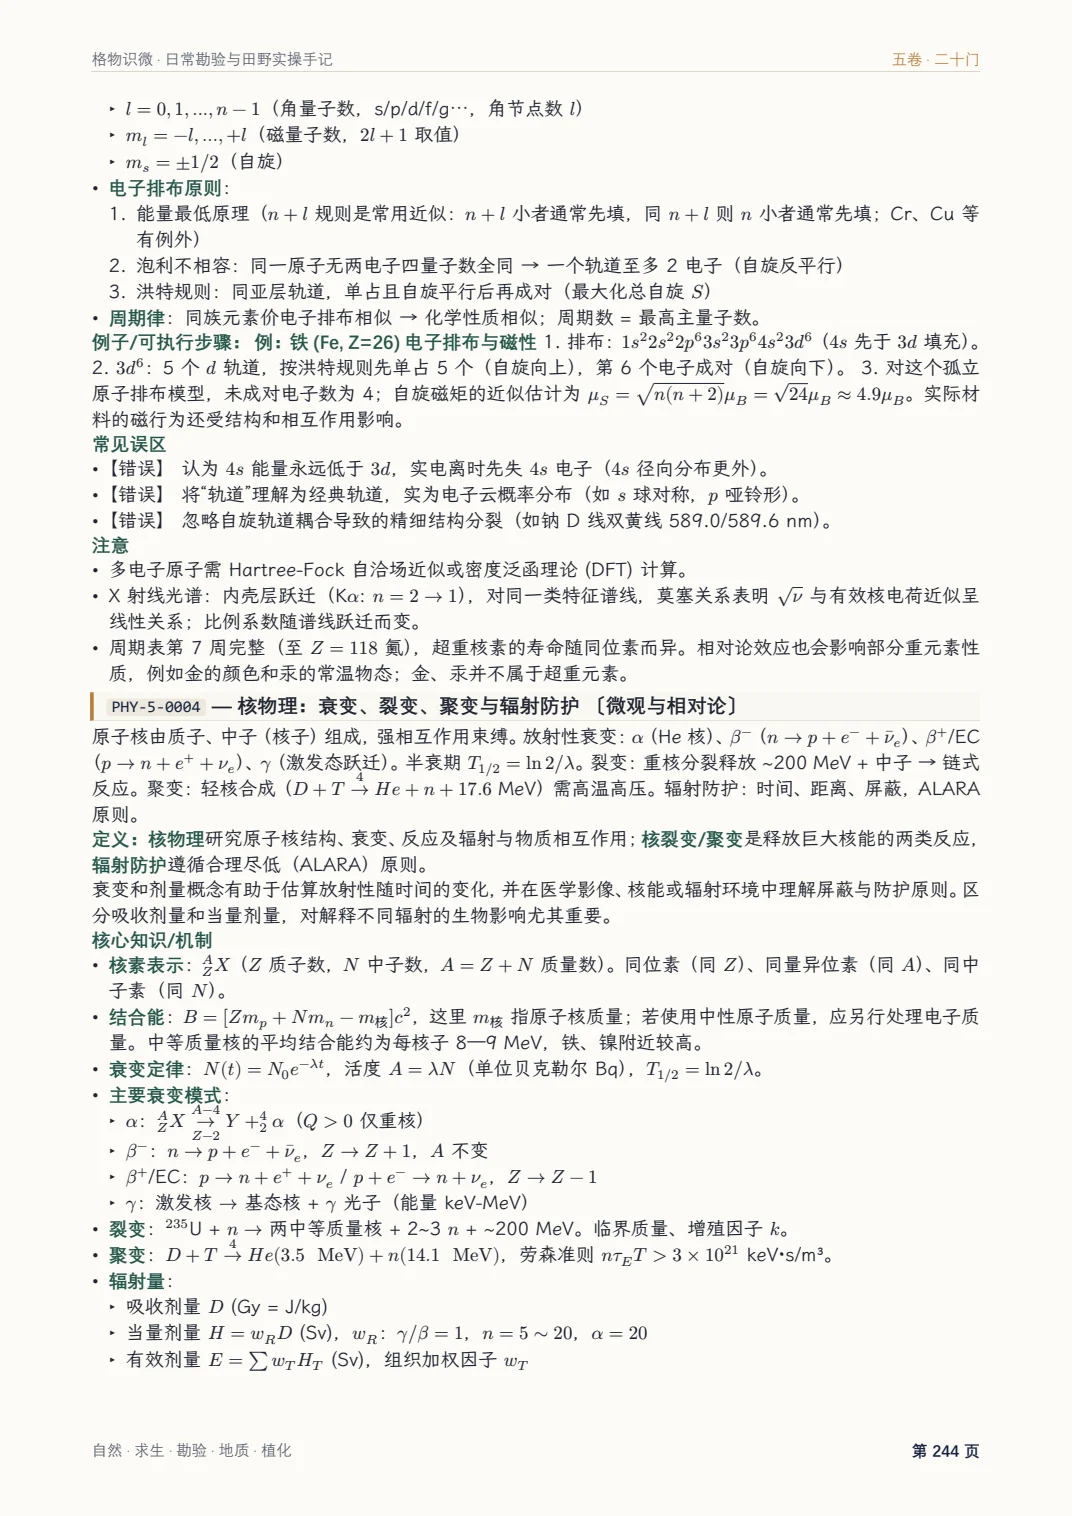 格物识微 · 日常勘验与田野实操手记
五卷 · 二十门
‣ l = 0, 1, ..., n − 1（角量子数，s/p/d/f/g…，角节点数 l）
‣ m_l = −l, ..., +l（磁量子数，2l + 1 取值）
‣ m_s = ±1/2（自旋）
• 电子排布原则：
1. 能量最低原理（n + l 规则是常用近似：n + l 小者通常先填，同 n + l 则 n 小者通常先填；Cr、Cu 等
有例外）
2. 泡利不相容：同一原子无两电子四量子数全同 → 一个轨道至多 2 电子（自旋反平行）
3. 洪特规则：同亚层轨道，单占且自旋平行后再成对（最大化总自旋 S）
• 周期律：同族元素价电子排布相似 → 化学性质相似；周期数 = 最高主量子数。
例子/可执行步骤： 例：铁 (Fe, Z=26) 电子排布与磁性 1. 排布：1s²2s²2p⁶3s²3p⁶4s²3d⁶（4s 先于 3d 填充）。
2. 3d⁶：5 个 d 轨道，按洪特规则先单占 5 个（自旋向上），第 6 个电子成对（自旋向下）。 3. 对这个孤立
原子排布模型，未成对电子数为 4；自旋磁矩的近似估计为 μ_S = √(n(n + 2))μ_B = √24μ_B ≈ 4.9μ_B。实际材
料的磁行为还受结构和相互作用影响。
常见误区
•【错误】 认为 4s 能量永远低于 3d，实电离时先失 4s 电子（4s 径向分布更外）。
•【错误】 将“轨道”理解为经典轨道，实为电子云概率分布（如 s 球对称，p 哑铃形）。
•【错误】 忽略自旋轨道耦合导致的精细结构分裂（如钠 D 线双黄线 589.0/589.6 nm）。
注意
• 多电子原子需 Hartree-Fock 自洽场近似或密度泛函理论 (DFT) 计算。
• X 射线光谱：内壳层跃迁（Kα: n = 2 → 1），对同一类特征谱线，莫塞关系表明 √ν 与有效核电荷近似呈
线性关系；比例系数随谱线跃迁而变。
• 周期表第 7 周完整（至 Z = 118 鿫），超重核素的寿命随同位素而异。相对论效应也会影响部分重元素性
质，例如金的颜色和汞的常温物态；金、汞并不属于超重元素。
PHY-5-0004 — 核物理：衰变、裂变、聚变与辐射防护 〔微观与相对论〕
原子核由质子、中子（核子）组成，强相互作用束缚。放射性衰变：α（He 核）、β⁻（n → p + e⁻ + ν̄_e）、β⁺/EC
（p → n + e⁺ + ν_e）、γ（激发态跃迁）。半衰期 T_{1/2} = ln 2/λ。裂变：重核分裂释放 ~200 MeV + 中子 → 链式
反应。聚变：轻核合成（D + T →⁴ He + n + 17.6 MeV）需高温高压。辐射防护：时间、距离、屏蔽，ALARA
原则。
定义：核物理研究原子核结构、衰变、反应及辐射与物质相互作用；核裂变/聚变是释放巨大核能的两类反应，
辐射防护遵循合理尽低（ALARA）原则。
衰变和剂量概念有助于估算放射性随时间的变化，并在医学影像、核能或辐射环境中理解屏蔽与防护原则。区
分吸收剂量和当量剂量，对解释不同辐射的生物影响尤其重要。
核心知识/机制
• 核素表示：^A_Z X（Z 质子数，N 中子数，A = Z + N 质量数）。同位素（同 Z）、同量异位素（同 A）、同中
子素（同 N）。
• 结合能：B = [Zm_p + Nm_n − m_核]c²，这里 m_核 指原子核质量；若使用中性原子质量，应另行处理电子质
量。中等质量核的平均结合能约为每核子 8—9 MeV，铁、镍附近较高。
• 衰变定律：N(t) = N₀e^{−λt}，活度 A = λN（单位贝克勒尔 Bq），T_{1/2} = ln 2/λ。
• 主要衰变模式：
‣ α：^A_Z X →^{A−4}_{Z−2} Y +⁴₂ α（Q > 0 仅重核）
‣ β⁻：n → p + e⁻ + ν̄_e，Z → Z + 1，A 不变
‣ β⁺/EC：p → n + e⁺ + ν_e / p + e⁻ → n + ν_e，Z → Z − 1
‣ γ：激发核 → 基态核 + γ 光子（能量 keV-MeV）
• 裂变：²³⁵U + n → 两中等质量核 + 2~3 n + ~200 MeV。临界质量、增殖因子 k。
• 聚变：D + T →⁴ He(3.5 MeV) + n(14.1 MeV)，劳森准则 nτ_E T > 3 × 10²¹ keV·s/m³。
• 辐射量：
‣ 吸收剂量 D (Gy = J/kg)
‣ 当量剂量 H = w_R D (Sv)，w_R：γ/β = 1，n = 5 ∼ 20，α = 20
‣ 有效剂量 E = ∑ w_T H_T (Sv)，组织加权因子 w_T
自然 · 求生 · 勘验 · 地质 · 植化
第 244 页